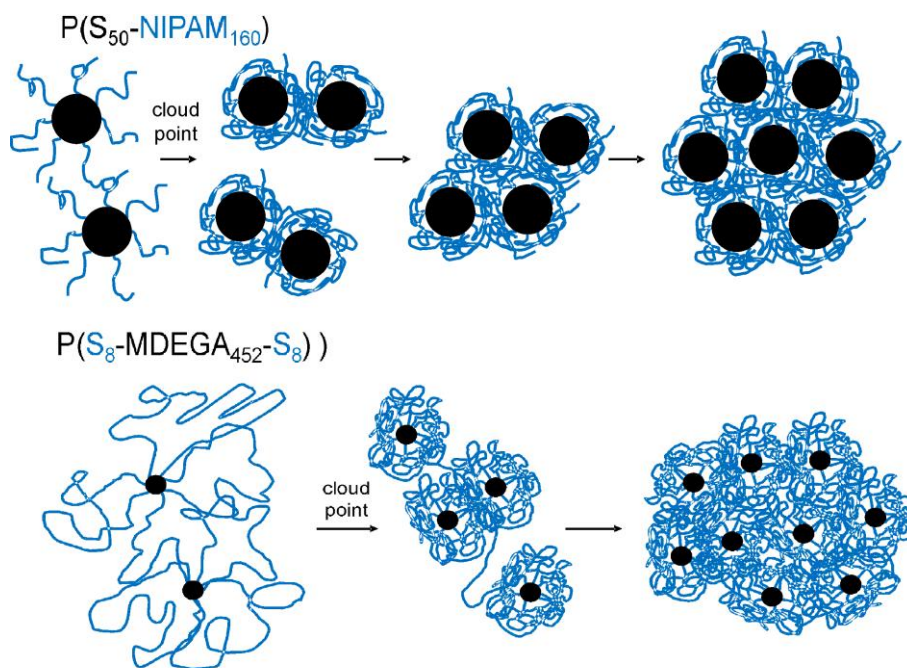 P(S₅₀-NIPAM₁₆₀)
cloud
point
P(S₈-MDEGA₄₅₂-S₈) )
cloud
point